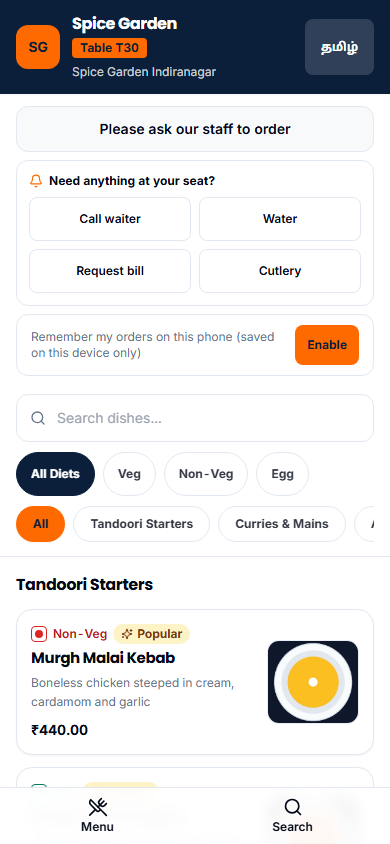 SG
Spice Garden
Table T30
Spice Garden Indiranagar
தமிழ்
Please ask our staff to order
Need anything at your seat?
Call waiter
Water
Request bill
Cutlery
Remember my orders on this phone (saved
on this device only)
Enable
Search dishes...
All Diets
Veg
Non-Veg
Egg
All
Tandoori Starters
Curries & Mains
Tandoori Starters
Non-Veg
Popular
Murgh Malai Kebab
Boneless chicken steeped in cream,
cardamom and garlic
₹440.00
Menu
Search